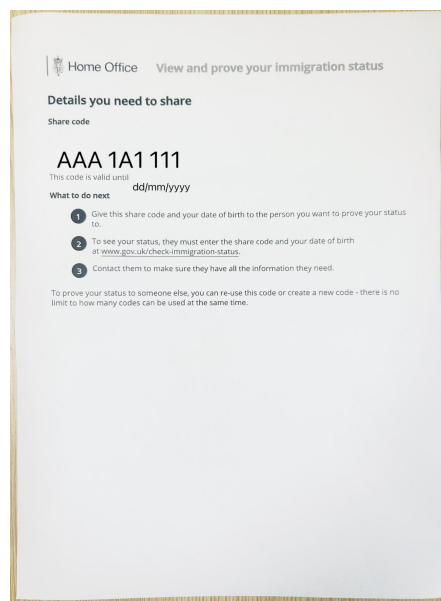 Home Office View and prove your immigration status
Details you need to share
Share code
AAA 1A1 111
This code is valid until
dd/mm/yyyy
What to do next
1 Give this share code and your date of birth to the person you want to prove your status
to.
2 To see your status, they must enter the share code and your date of birth
at www.gov.uk/check-immigration-status.
3 Contact them to make sure they have all the information they need.
To prove your status to someone else, you can re-use this code or create a new code - there is no
limit to how many codes can be used at the same time.